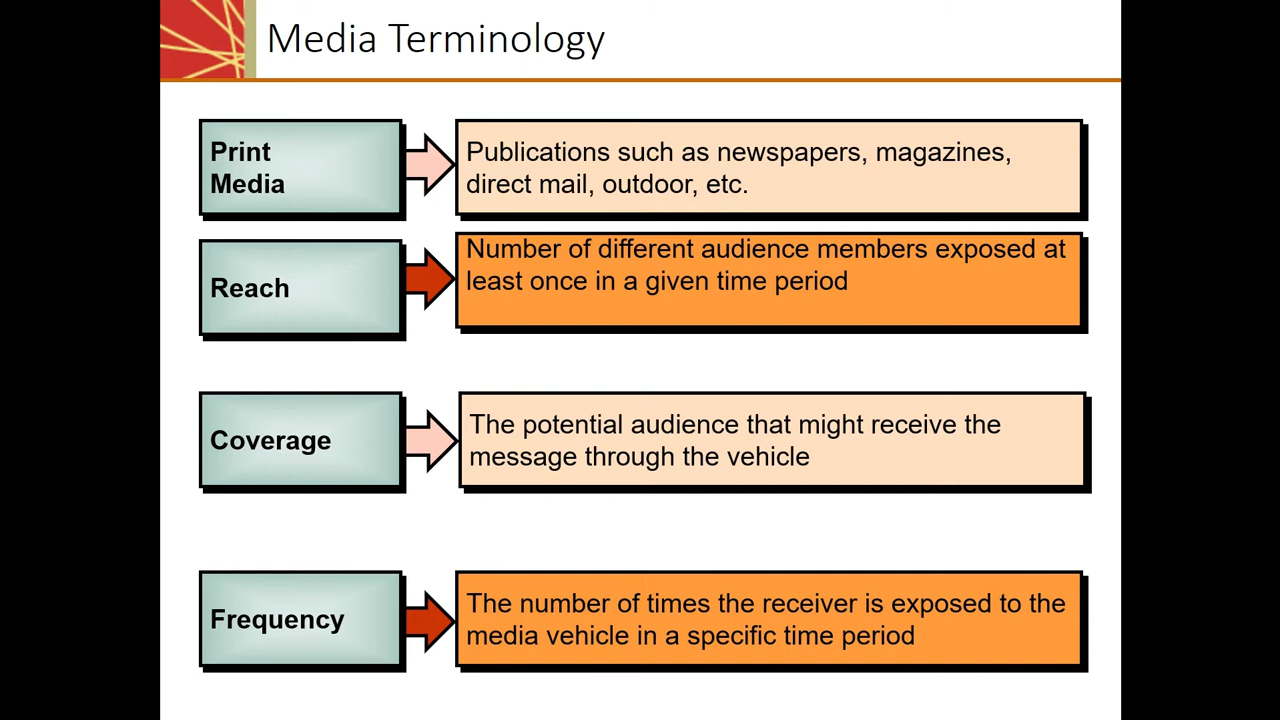 Media Terminology
Print
Media
Publications such as newspapers, magazines,
direct mail, outdoor, etc.
Reach
Number of different audience members exposed at
least once in a given time period
Coverage
The potential audience that might receive the
message through the vehicle
Frequency
The number of times the receiver is exposed to the
media vehicle in a specific time period